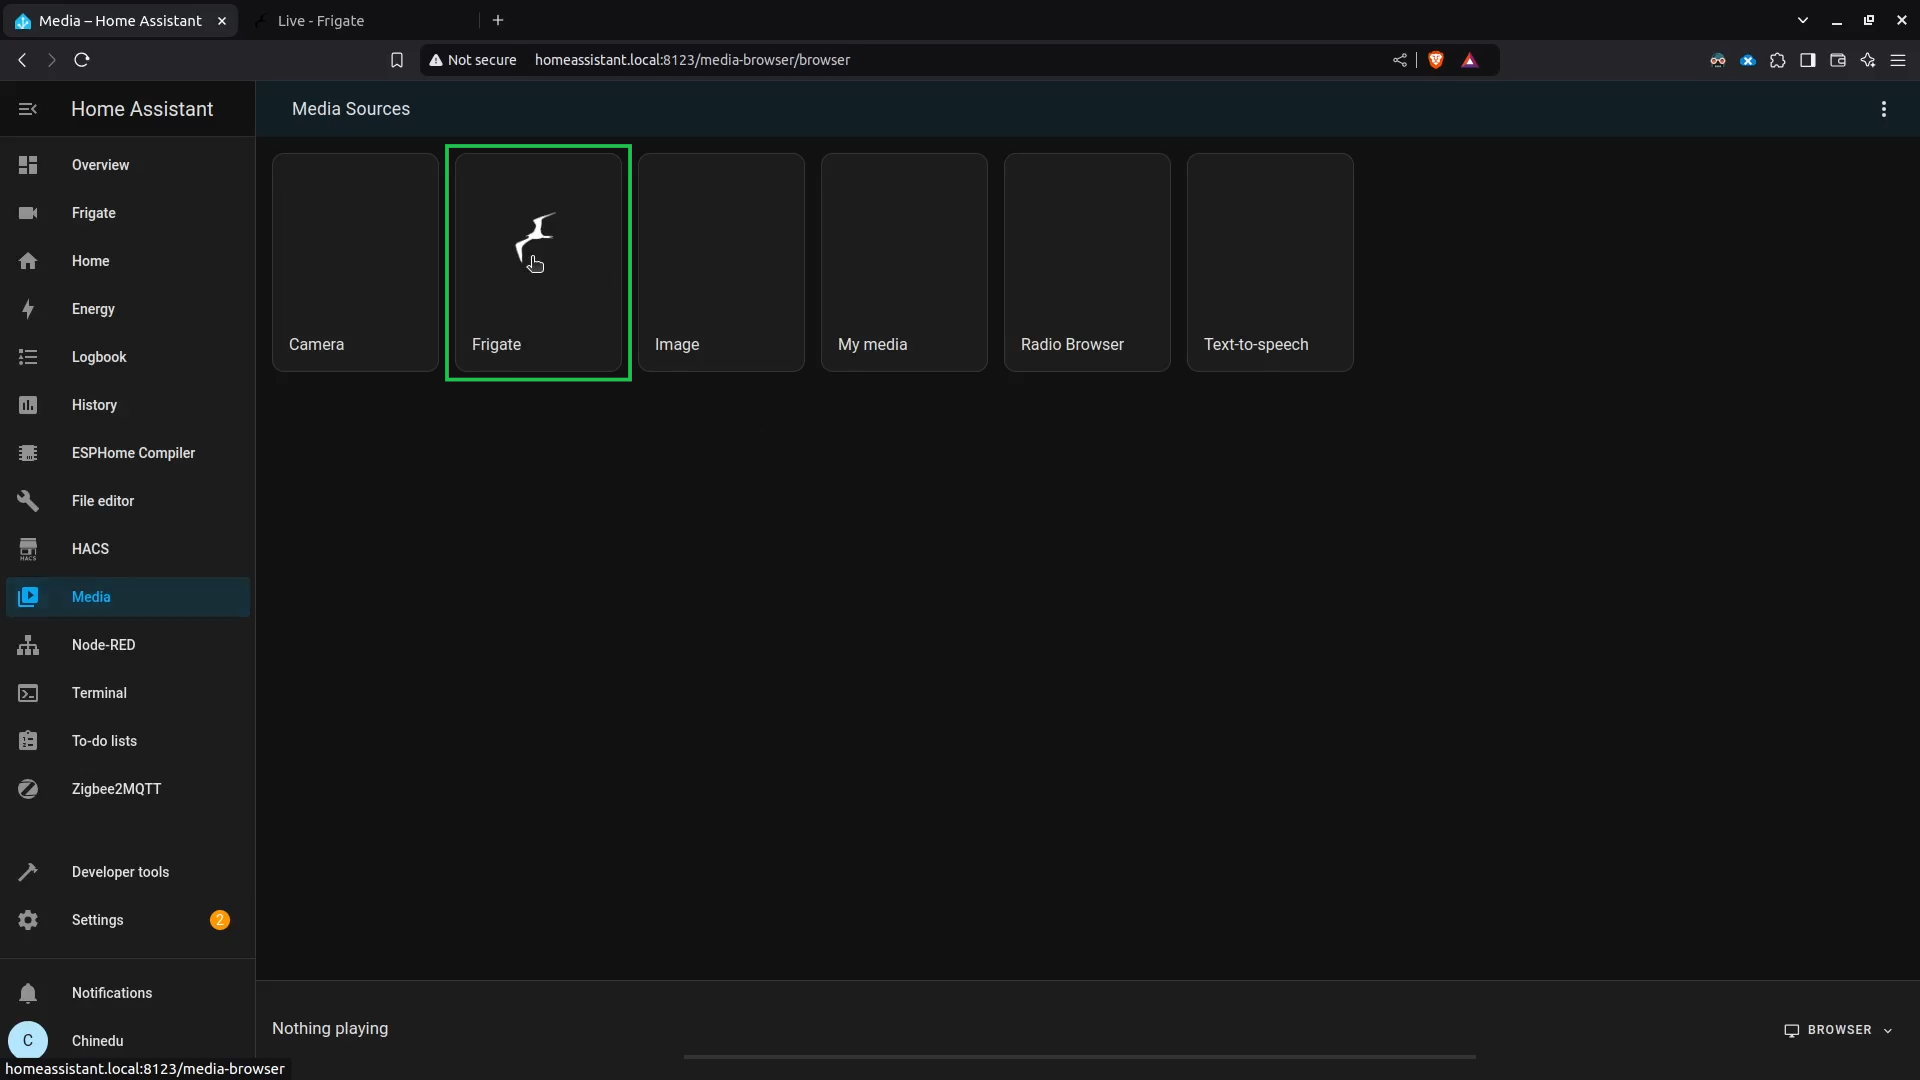 Media – Home Assistant
Live - Frigate
Not secure
homeassistant.local:8123/media-browser/browser
Home Assistant
Media Sources
Overview
Frigate
Home
Energy
Logbook
History
ESPHome Compiler
File editor
HACS
HACS
Media
Node-RED
Terminal
To-do lists
Zigbee2MQTT
Developer tools
Settings
2
Notifications
C
Chinedu
Camera
Frigate
Image
My media
Radio Browser
Text-to-speech
Nothing playing
BROWSER
homeassistant.local:8123/media-browser